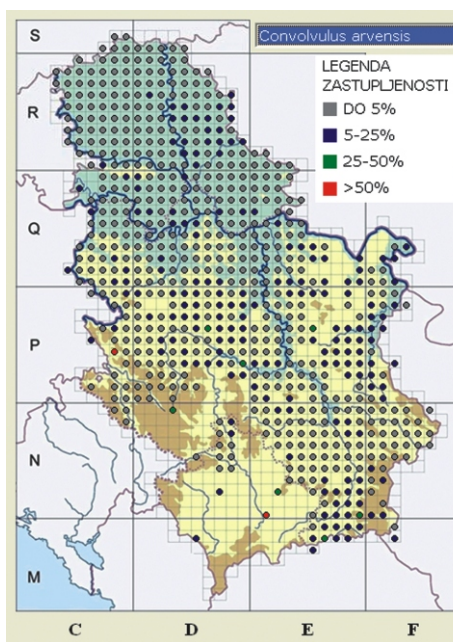 Convolvulus arvensis
LEGENDA
ZASTUPLJENOSTI
DO 5%
5-25%
25-50%
>50%
S
R
Q
P
N
M
C D E F